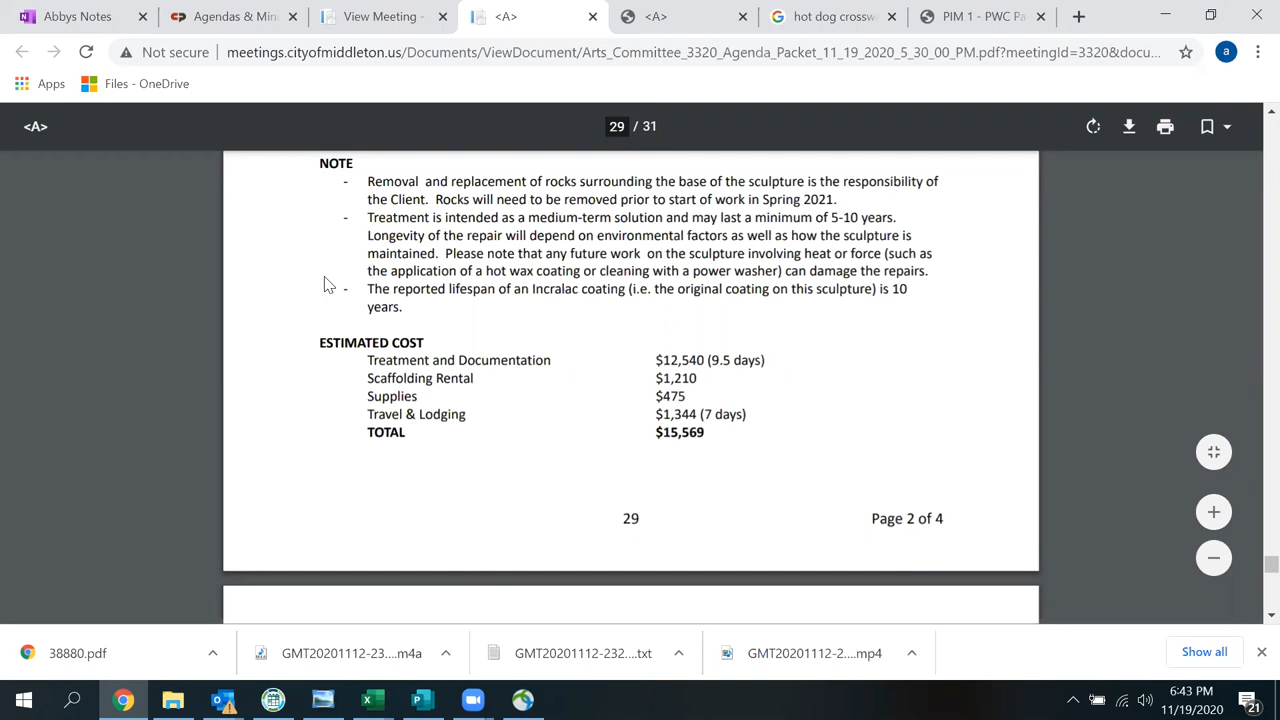 AbbyNotes
Agendas & Min
View Meeting -
<A>
<A>
hot dog crossw
PIM 1 - PWC Pa
Not secure
meetings.cityofmiddleton.us/Documents/ViewDocument/Arts_Committee_3320_Agenda_Packet_11_19_2020_5_30_00_PM.pdf?meetingId=3320&docu...
a
Apps
Files - OneDrive
<A>
29 / 31
NOTE
- Removal and replacement of rocks surrounding the base of the sculpture is the responsibility of
the Client. Rocks will need to be removed prior to start of work in Spring 2021.
- Treatment is intended as a medium-term solution and may last a minimum of 5-10 years.
Longevity of the repair will depend on environmental factors as well as how the sculpture is
maintained. Please note that any future work on the sculpture involving heat or force (such as
the application of a hot wax coating or cleaning with a power washer) can damage the repairs.
- The reported lifespan of an Incralac coating (i.e. the original coating on this sculpture) is 10
years.
ESTIMATED COST
Treatment and Documentation $12,540 (9.5 days)
Scaffolding Rental $1,210
Supplies $475
Travel & Lodging $1,344 (7 days)
TOTAL $15,569
29 Page 2 of 4
38880.pdf
GMT20201112-23....m4a
GMT20201112-232....txt
GMT20201112-2....mp4
Show all
6:43 PM
11/19/2020
21